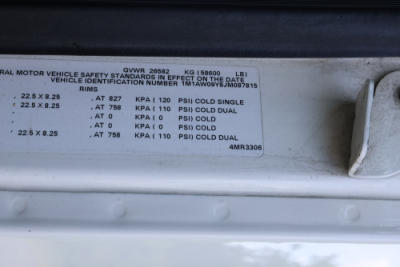 GVWR 26582 KG (58600 LB)
RAL MOTOR VEHICLE SAFETY STANDARDS IN EFFECT ON THE DATE
VEHICLE IDENTIFICATION NUMBER 1M1AW09Y8JM087815
RIMS
, 22.5 X 8.25 , AT 827 KPA ( 120 PSI) COLD SINGLE
, 22.5 X 8.25 , AT 758 KPA ( 110 PSI) COLD DUAL
, AT 0 KPA ( 0 PSI) COLD
, AT 0 KPA ( 0 PSI) COLD
, 22.5 X 8.25 , AT 758 KPA ( 110 PSI) COLD DUAL
4MR3306